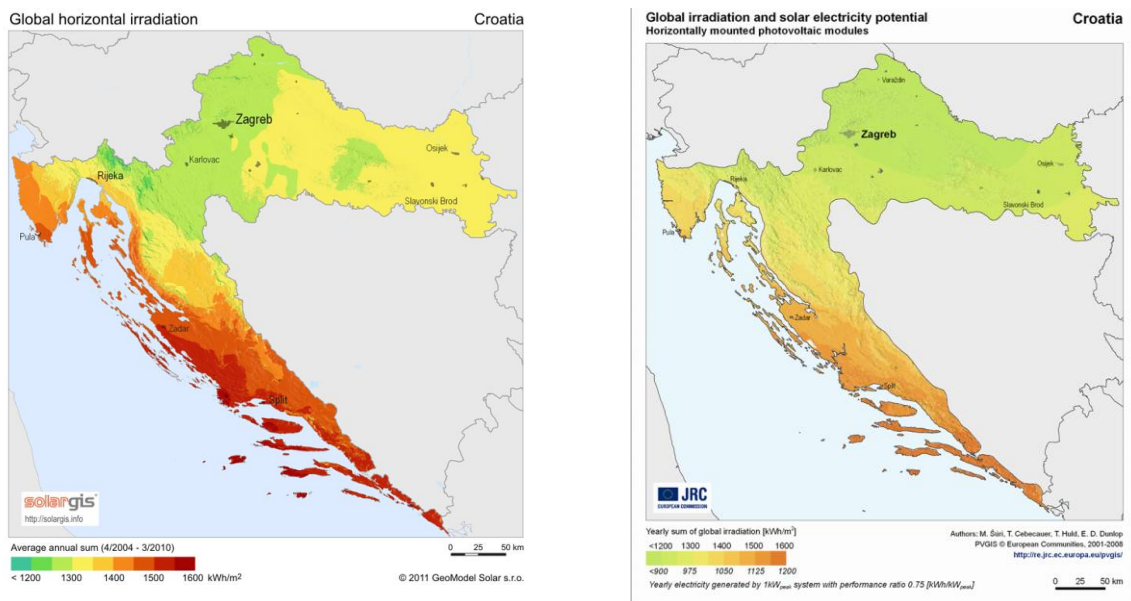 Global horizontal irradiation Croatia
Zagreb
Karlovac
Osijek
Rijeka
Slavonski Brod
Pula
Zadar
Split
solargis
http://solargis.info
Average annual sum (4/2004 - 3/2010)
< 1200 1300 1400 1500 1600 kWh/m2
0 25 50 km
© 2011 GeoModel Solar s.r.o.
Global irradiation and solar electricity potential Croatia
Horizontally mounted photovoltaic modules
Varaždin
Zagreb
Karlovac
Osijek
Rijeka
Slavonski Brod
Pula
Zadar
Split
JRC
EUROPEAN COMMISSION
Yearly sum of global irradiation [kWh/m²]
<1200 1300 1400 1500 1600
<900 975 1050 1125 1200
Yearly electricity generated by 1kWpeak system with performance ratio 0.75 [kWh/kWpeak]
Authors: M. Šúri, T. Cebecauer, T. Huld, E. D. Dunlop
PVGIS © European Communities, 2001-2008
http://re.jrc.ec.europa.eu/pvgis/
0 25 50 km